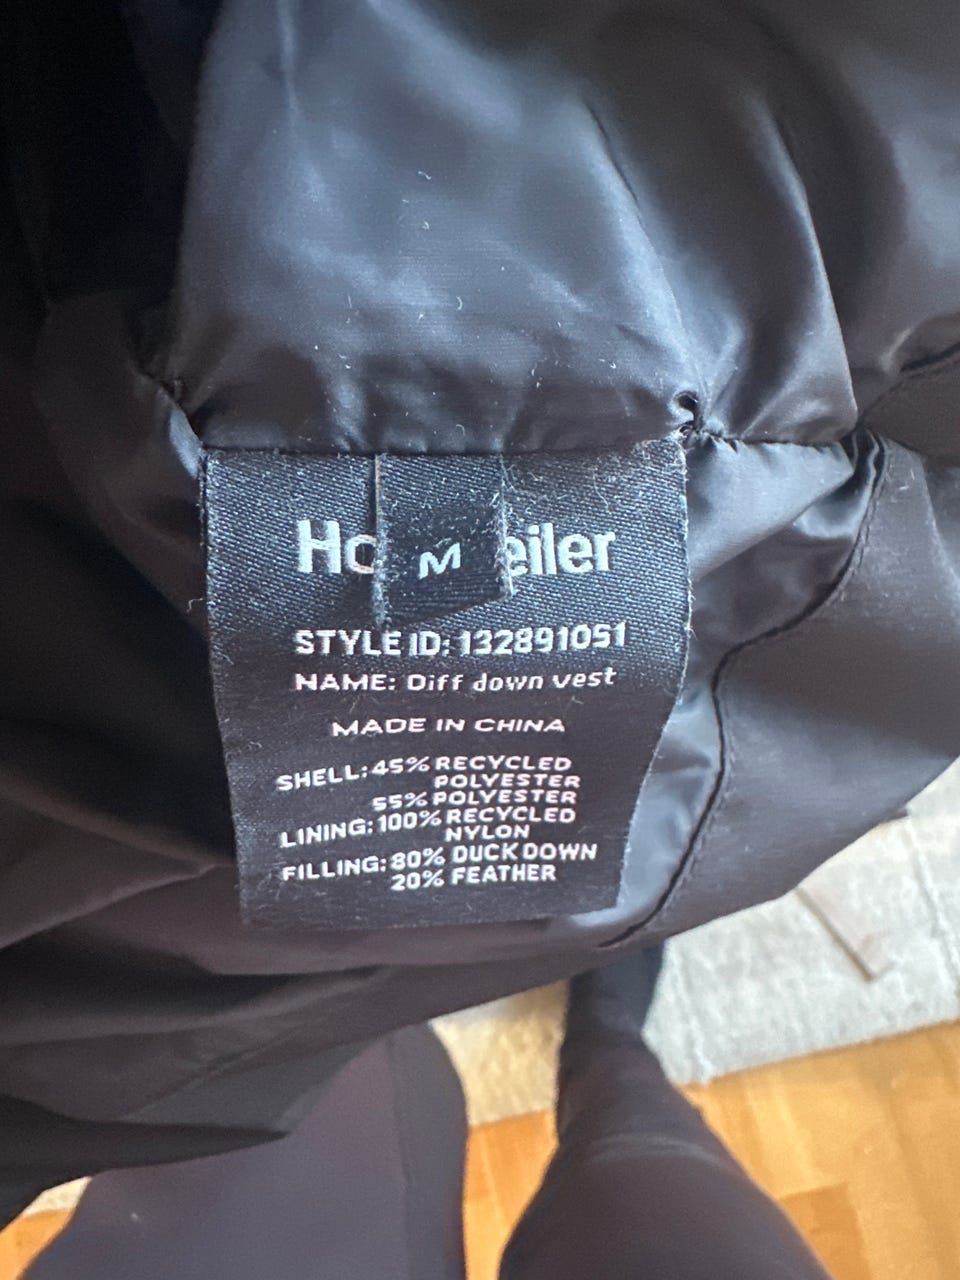 M
STYLE ID: 132891051
NAME: Diff down vest
MADE IN CHINA
SHELL: 45% RECYCLED
POLYESTER
55% POLYESTER
LINING: 100% RECYCLED
NYLON
FILLING: 80% DUCK DOWN
20% FEATHER